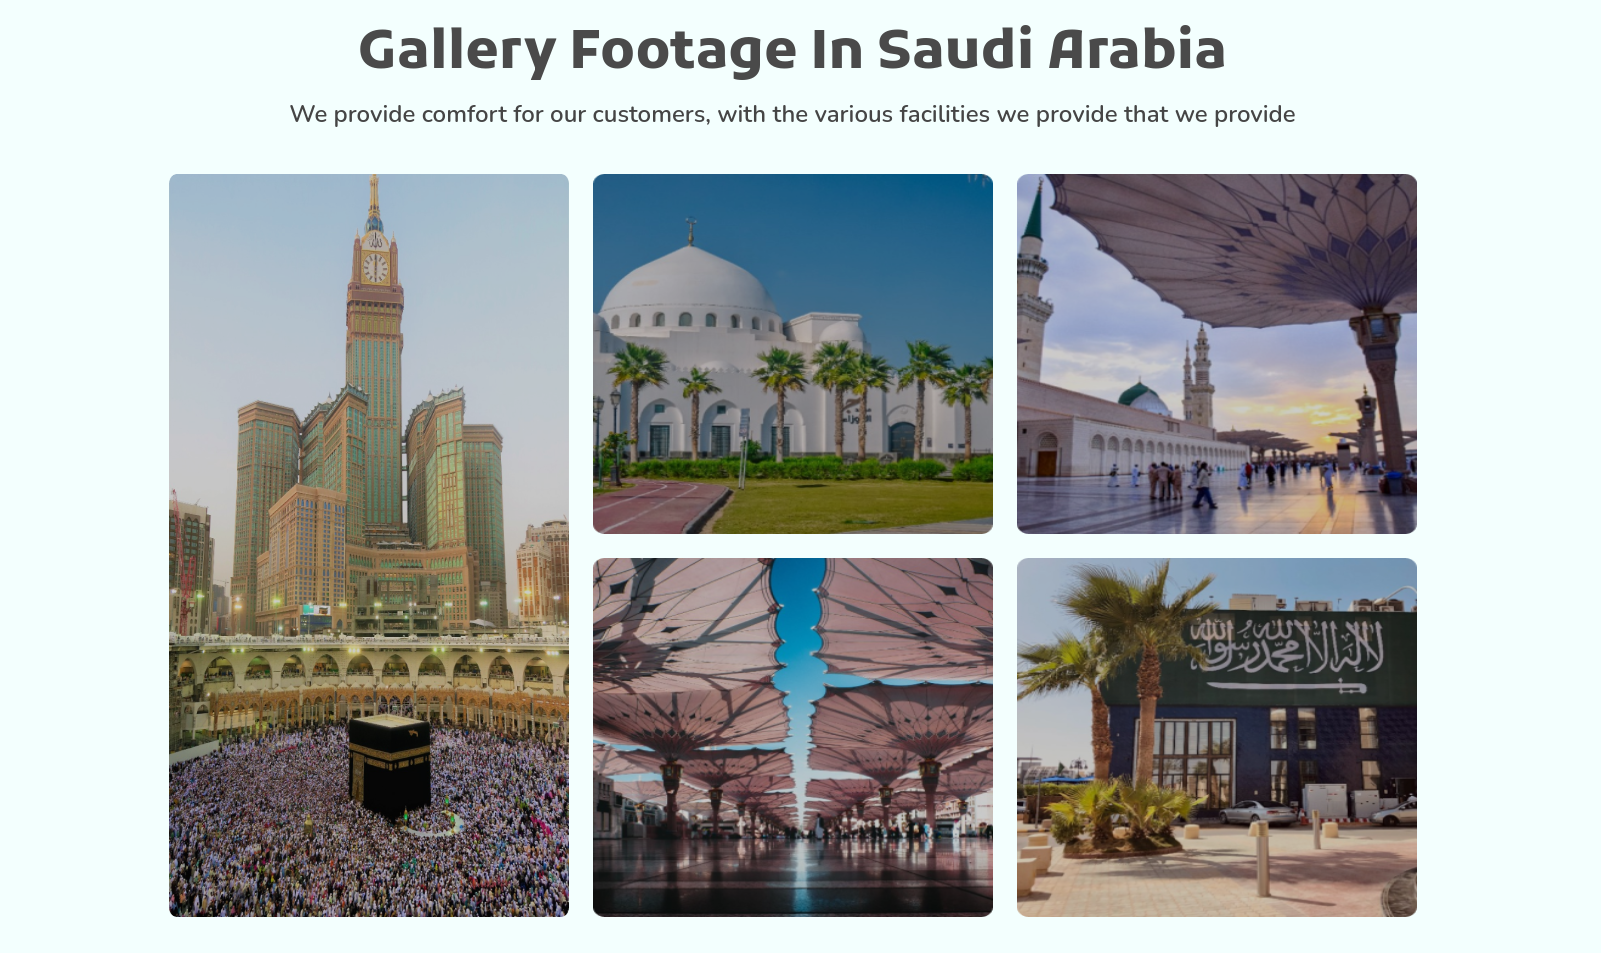 Gallery Footage In Saudi Arabia
We provide comfort for our customers, with the various facilities we provide that we provide
لا إله إلا الله محمد رسول الله